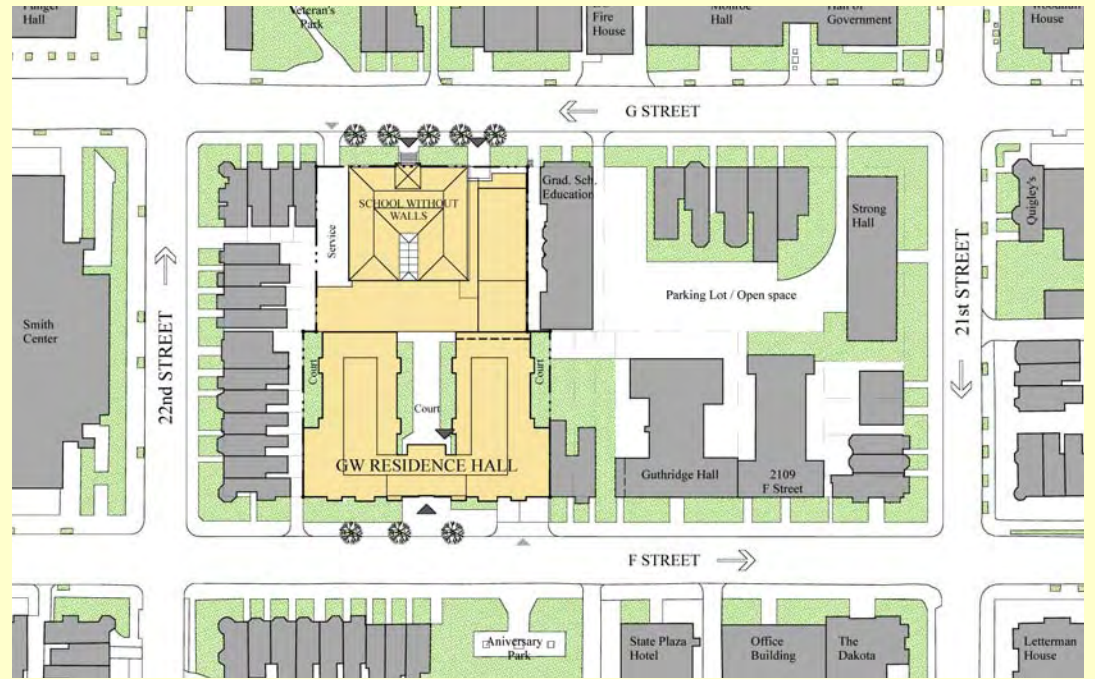 Hall
Veteran's
Park
Fire
House
Monroe
Hall
Hall of
Government
House
G STREET
Grad. Sch.
Education
SCHOOL WITHOUT
WALLS
Service
Strong
Hall
Quigley's
Parking Lot / Open space
Smith
Center
22nd STREET
21st STREET
Court
Court
Court
GW RESIDENCE HALL
Guthridge Hall
2109
F Street
F STREET
Aniversary
Park
State Plaza
Hotel
Office
Building
The
Dakota
Letterman
House